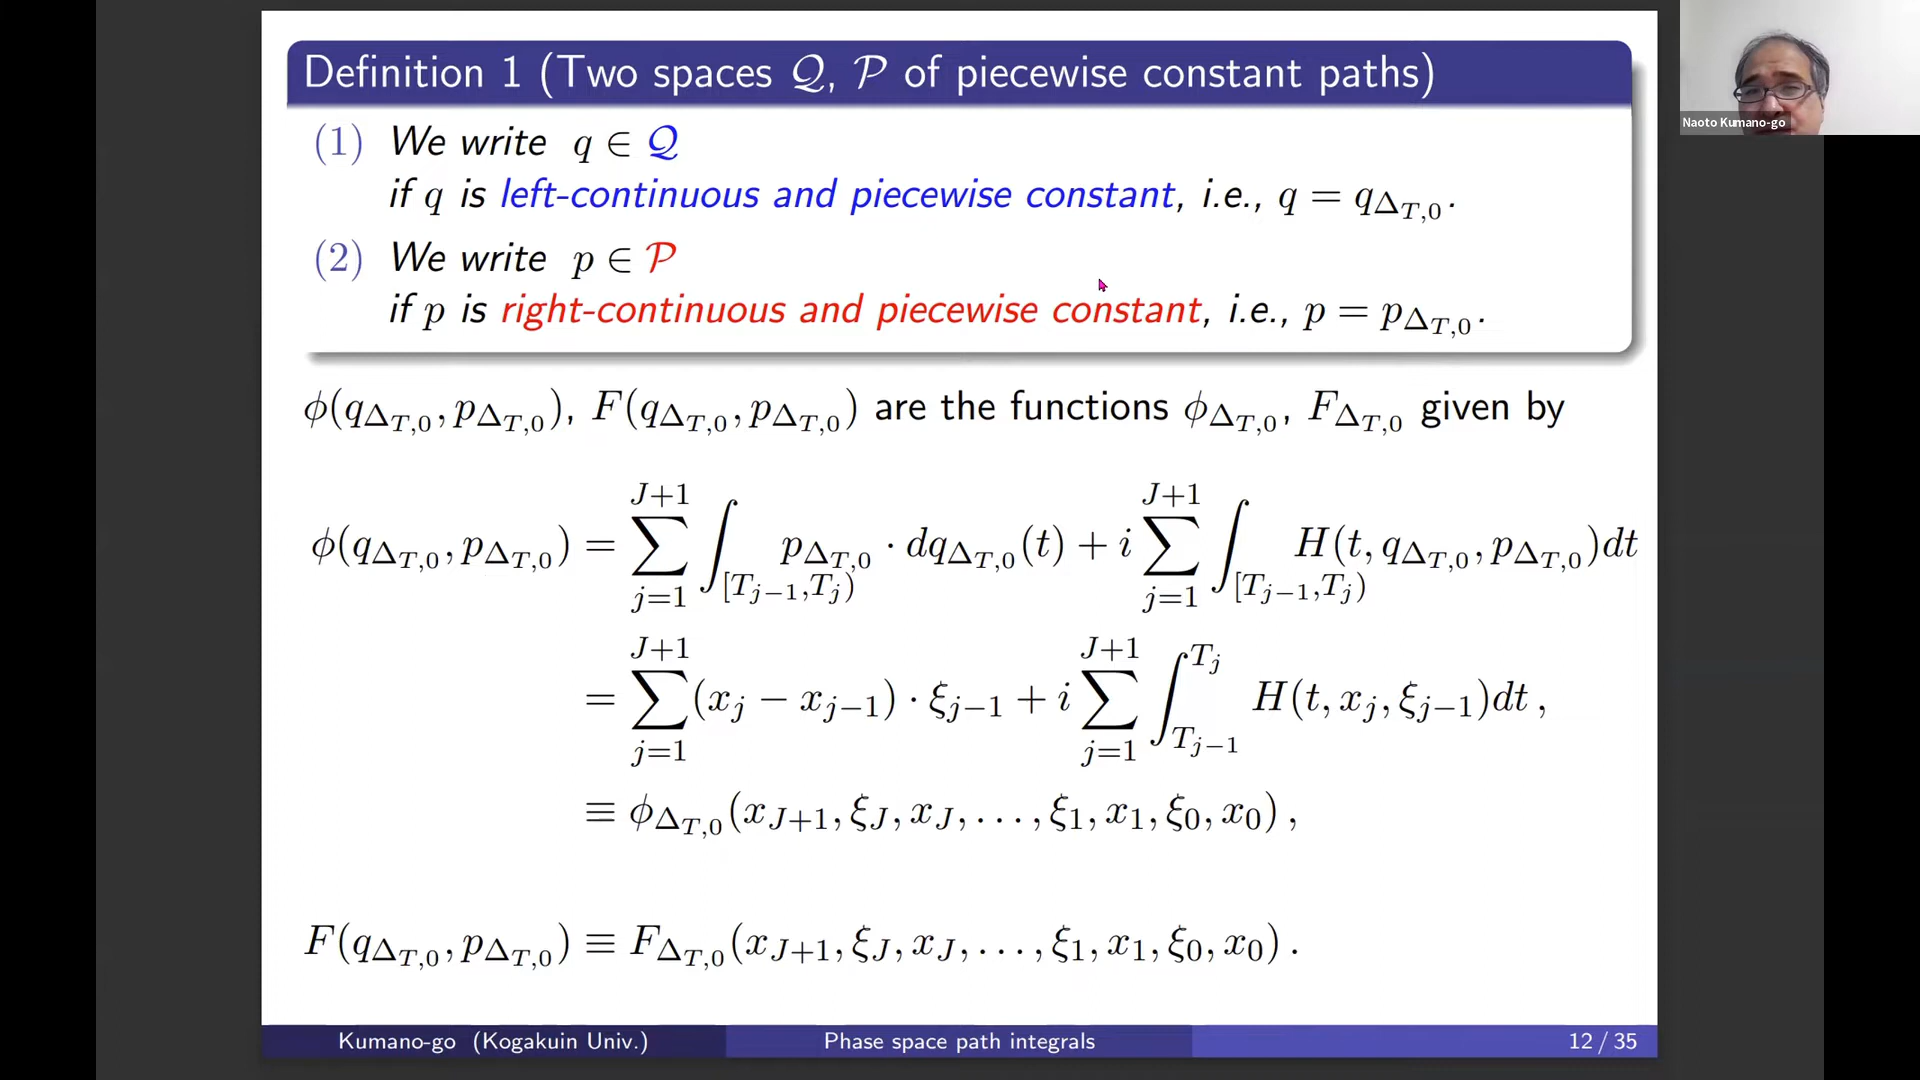 Definition 1 (Two spaces 𝒬, 𝒫 of piecewise constant paths)
(1) We write q ∈ 𝒬
if q is left-continuous and piecewise constant, i.e., q = q_{Δ_{T,0}}.
(2) We write p ∈ 𝒫
if p is right-continuous and piecewise constant, i.e., p = p_{Δ_{T,0}}.
ϕ(q_{Δ_{T,0}}, p_{Δ_{T,0}}), F(q_{Δ_{T,0}}, p_{Δ_{T,0}}) are the functions ϕ_{Δ_{T,0}}, F_{Δ_{T,0}} given by
ϕ(q_{Δ_{T,0}}, p_{Δ_{T,0}}) = ∑_{j=1}^{J+1} ∫_{[T_{j−1},T_j)} p_{Δ_{T,0}} · dq_{Δ_{T,0}}(t) + i ∑_{j=1}^{J+1} ∫_{[T_{j−1},T_j)} H(t, q_{Δ_{T,0}}, p_{Δ_{T,0}})dt
= ∑_{j=1}^{J+1} (x_j − x_{j−1}) · ξ_{j−1} + i ∑_{j=1}^{J+1} ∫_{T_{j−1}}^{T_j} H(t, x_j, ξ_{j−1})dt ,
≡ ϕ_{Δ_{T,0}}(x_{J+1}, ξ_J, x_J, . . . , ξ_1, x_1, ξ_0, x_0) ,
F(q_{Δ_{T,0}}, p_{Δ_{T,0}}) ≡ F_{Δ_{T,0}}(x_{J+1}, ξ_J, x_J, . . . , ξ_1, x_1, ξ_0, x_0) .
Kumano-go (Kogakuin Univ.)
Phase space path integrals
12 / 35
Naoto Kumano-go